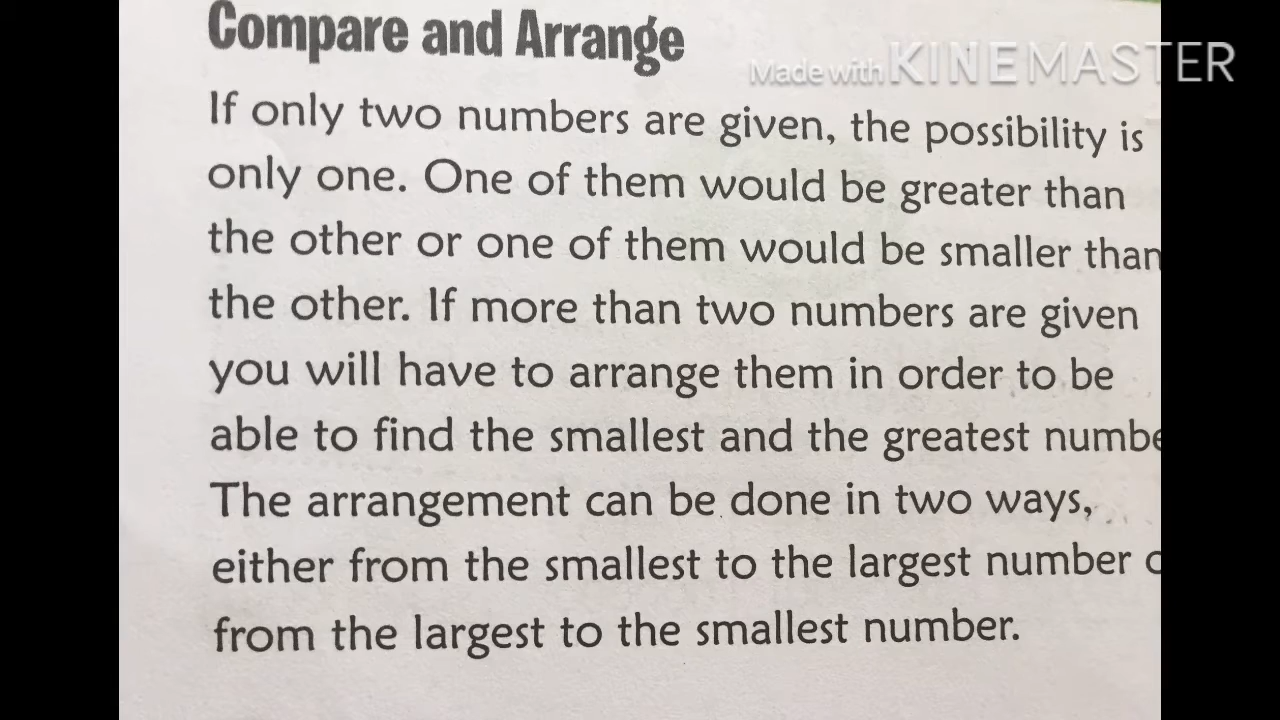 Compare and Arrange
Made with KINEMASTER
If only two numbers are given, the possibility is
only one. One of them would be greater than
the other or one of them would be smaller than
the other. If more than two numbers are given
you will have to arrange them in order to be
able to find the smallest and the greatest numbe
The arrangement can be done in two ways,
either from the smallest to the largest number
from the largest to the smallest number.